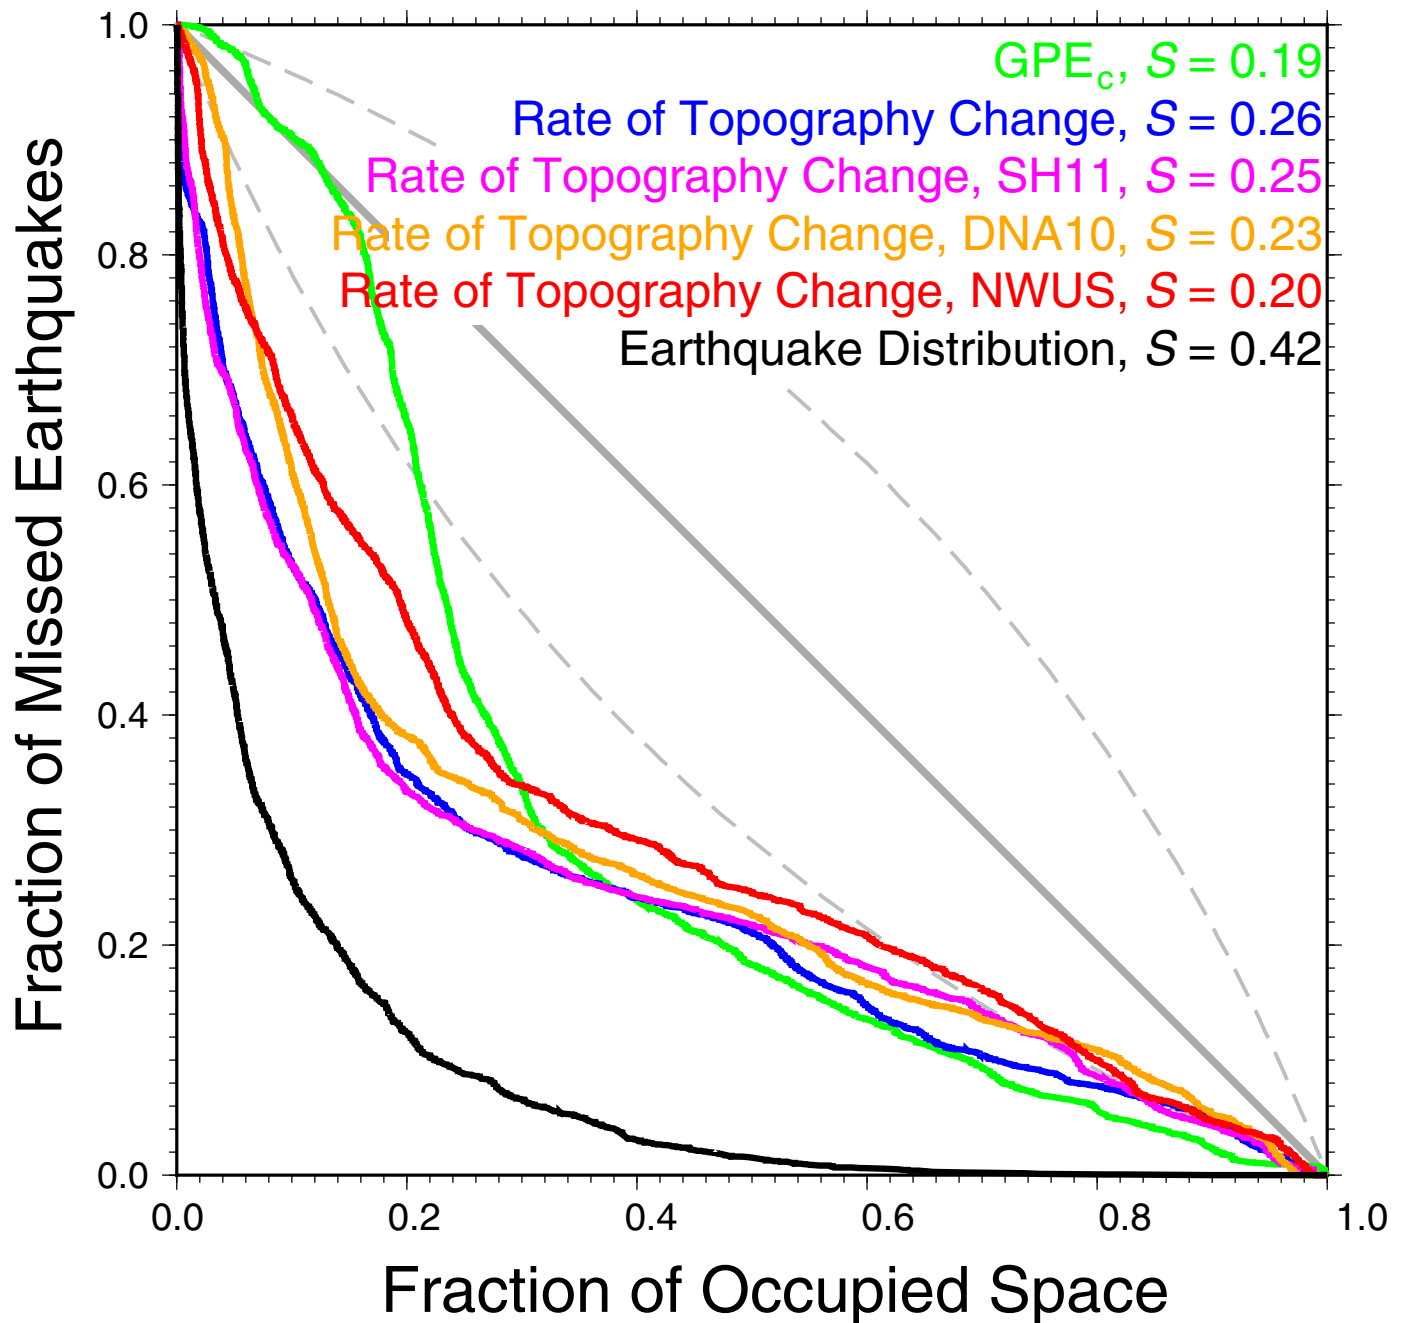 1.0
0.8
0.6
0.4
0.2
0.0
Fraction of Missed Earthquakes
GPEc, S = 0.19
Rate of Topography Change, S = 0.26
Rate of Topography Change, SH11, S = 0.25
Rate of Topography Change, DNA10, S = 0.23
Rate of Topography Change, NWUS, S = 0.20
Earthquake Distribution, S = 0.42
0.0 0.2 0.4 0.6 0.8 1.0
Fraction of Occupied Space